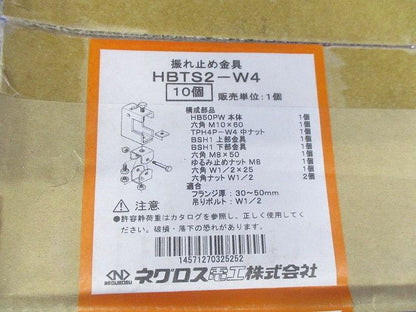 振れ止め金具
HBTS2-W4
10個 販売単位:1個
構成部品
HB50PW 本体 1個
六角 M10×60 1個
TPH4P-W4 中ナット 1個
BSH1 上部金具 1個
BSH1 下部金具 1個
六角 M8×50 1個
ゆるみ止めナット M8 1個
六角 W1/2×25 1個
六角ナット W1/2 2個
適合
フランジ厚:30~50mm
吊りボルト:W1/2
⚠ 注意
●許容静荷重はカタログを参照し、正しく使用して
ください。破損・落下の恐れがあります。
14571270325252
NEGUROSU
ネグロス電工株式会社